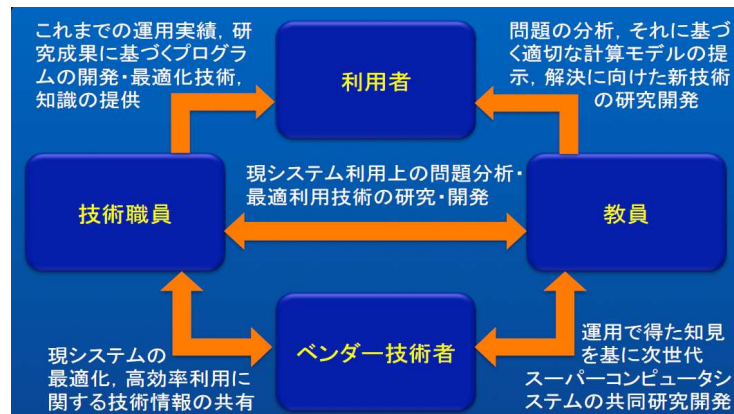 これまでの運用実績, 研
究成果に基づくプログラ
ムの開発・最適化技術,
知識の提供
利用者
問題の分析, それに基づ
く適切な計算モデルの提
示, 解決に向けた新技術
の研究開発
技術職員
現システム利用上の問題分析・
最適利用技術の研究・開発
教員
現システムの
最適化, 高効率利用に
関する技術情報の共有
ベンダー技術者
運用で得た知見
を基に次世代
スーパーコンピュータシ
ステムの共同研究開発